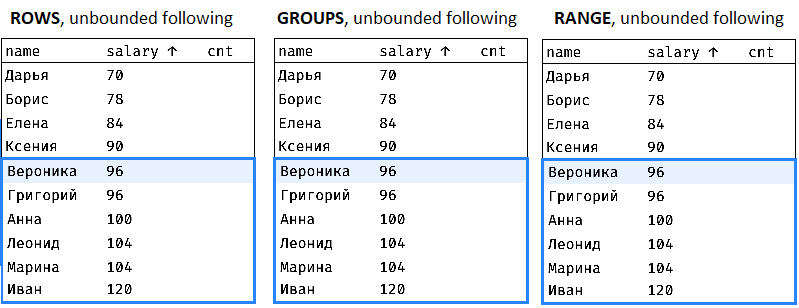 ROWS, unbounded following
name salary ↑ cnt
Дарья 70
Борис 78
Елена 84
Ксения 90
Вероника 96
Григорий 96
Анна 100
Леонид 104
Марина 104
Иван 120
GROUPS, unbounded following
name salary ↑ cnt
Дарья 70
Борис 78
Елена 84
Ксения 90
Вероника 96
Григорий 96
Анна 100
Леонид 104
Марина 104
Иван 120
RANGE, unbounded following
name salary ↑ cnt
Дарья 70
Борис 78
Елена 84
Ксения 90
Вероника 96
Григорий 96
Анна 100
Леонид 104
Марина 104
Иван 120